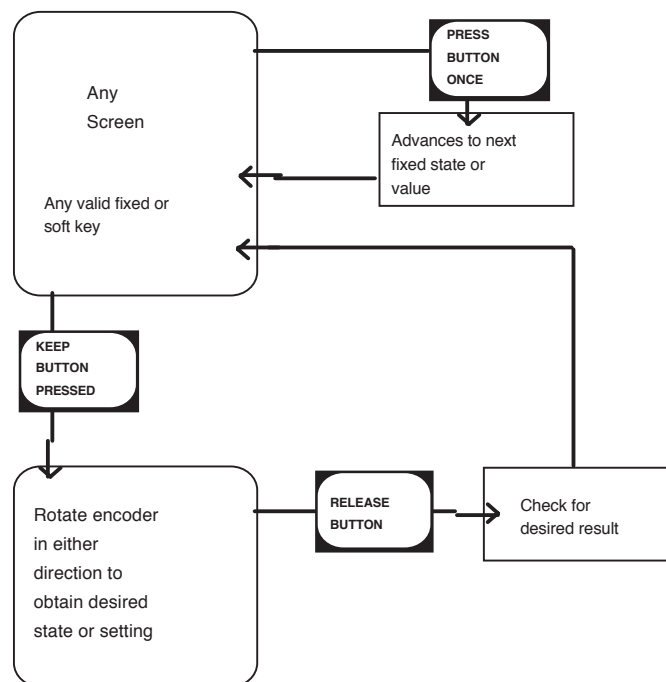 Any
Screen
Any valid fixed or
soft key
PRESS
BUTTON
ONCE
Advances to next
fixed state or
value
KEEP
BUTTON
PRESSED
Rotate encoder
in either
direction to
obtain desired
state or setting
RELEASE
BUTTON
Check for
desired result